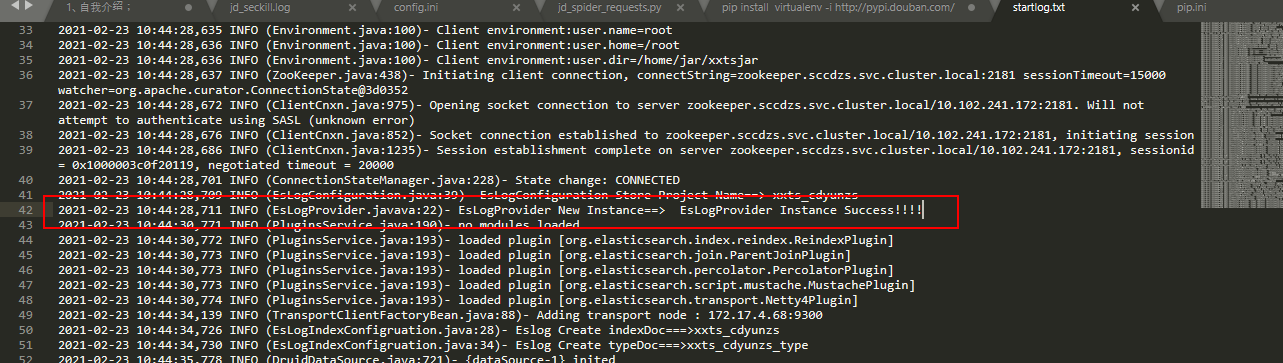 1、自我介绍；
jd_seckill.log
config.ini
jd_spider_requests.py
pip install virtualenv -i http://pypi.douban.com/
startlog.txt
pip.ini
33 2021-02-23 10:44:28,635 INFO (Environment.java:100)- Client environment:user.name=root
34 2021-02-23 10:44:28,636 INFO (Environment.java:100)- Client environment:user.home=/root
35 2021-02-23 10:44:28,636 INFO (Environment.java:100)- Client environment:user.dir=/home/jar/xxtsjar
36 2021-02-23 10:44:28,637 INFO (ZooKeeper.java:438)- Initiating client connection, connectString=zookeeper.sccdzs.svc.cluster.local:2181 sessionTimeout=15000
watcher=org.apache.curator.ConnectionState@3d0352
37 2021-02-23 10:44:28,672 INFO (ClientCnxn.java:975)- Opening socket connection to server zookeeper.sccdzs.svc.cluster.local/10.102.241.172:2181. Will not
attempt to authenticate using SASL (unknown error)
38 2021-02-23 10:44:28,676 INFO (ClientCnxn.java:852)- Socket connection established to zookeeper.sccdzs.svc.cluster.local/10.102.241.172:2181, initiating session
39 2021-02-23 10:44:28,686 INFO (ClientCnxn.java:1235)- Session establishment complete on server zookeeper.sccdzs.svc.cluster.local/10.102.241.172:2181, sessionid
= 0x1000003c0f20119, negotiated timeout = 20000
40 2021-02-23 10:44:28,701 INFO (ConnectionStateManager.java:228)- State change: CONNECTED
41 2021-02-23 10:44:28,709 INFO (EsLogConfiguration.java:39)- EsLogConfiguration Store Project Name==> xxts_cdyunzs
42 2021-02-23 10:44:28,711 INFO (EsLogProvider.javava:22)- EsLogProvider New Instance==>  EsLogProvider Instance Success!!!!
43 2021-02-23 10:44:30,771 INFO (PluginsService.java:190)- no modules loaded
44 2021-02-23 10:44:30,772 INFO (PluginsService.java:193)- loaded plugin [org.elasticsearch.index.reindex.ReindexPlugin]
45 2021-02-23 10:44:30,773 INFO (PluginsService.java:193)- loaded plugin [org.elasticsearch.join.ParentJoinPlugin]
46 2021-02-23 10:44:30,773 INFO (PluginsService.java:193)- loaded plugin [org.elasticsearch.percolator.PercolatorPlugin]
47 2021-02-23 10:44:30,773 INFO (PluginsService.java:193)- loaded plugin [org.elasticsearch.script.mustache.MustachePlugin]
48 2021-02-23 10:44:30,774 INFO (PluginsService.java:193)- loaded plugin [org.elasticsearch.transport.Netty4Plugin]
49 2021-02-23 10:44:34,139 INFO (TransportClientFactoryBean.java:88)- Adding transport node : 172.17.4.68:9300
50 2021-02-23 10:44:34,726 INFO (EsLogIndexConfigruation.java:28)- Eslog Create indexDoc===>xxts_cdyunzs
51 2021-02-23 10:44:34,730 INFO (EsLogIndexConfigruation.java:34)- Eslog Create typeDoc===>xxts_cdyunzs_type
52 2021-02-23 10:44:35,778 INFO (DruidDataSource.java:721)- {dataSource-1} inited